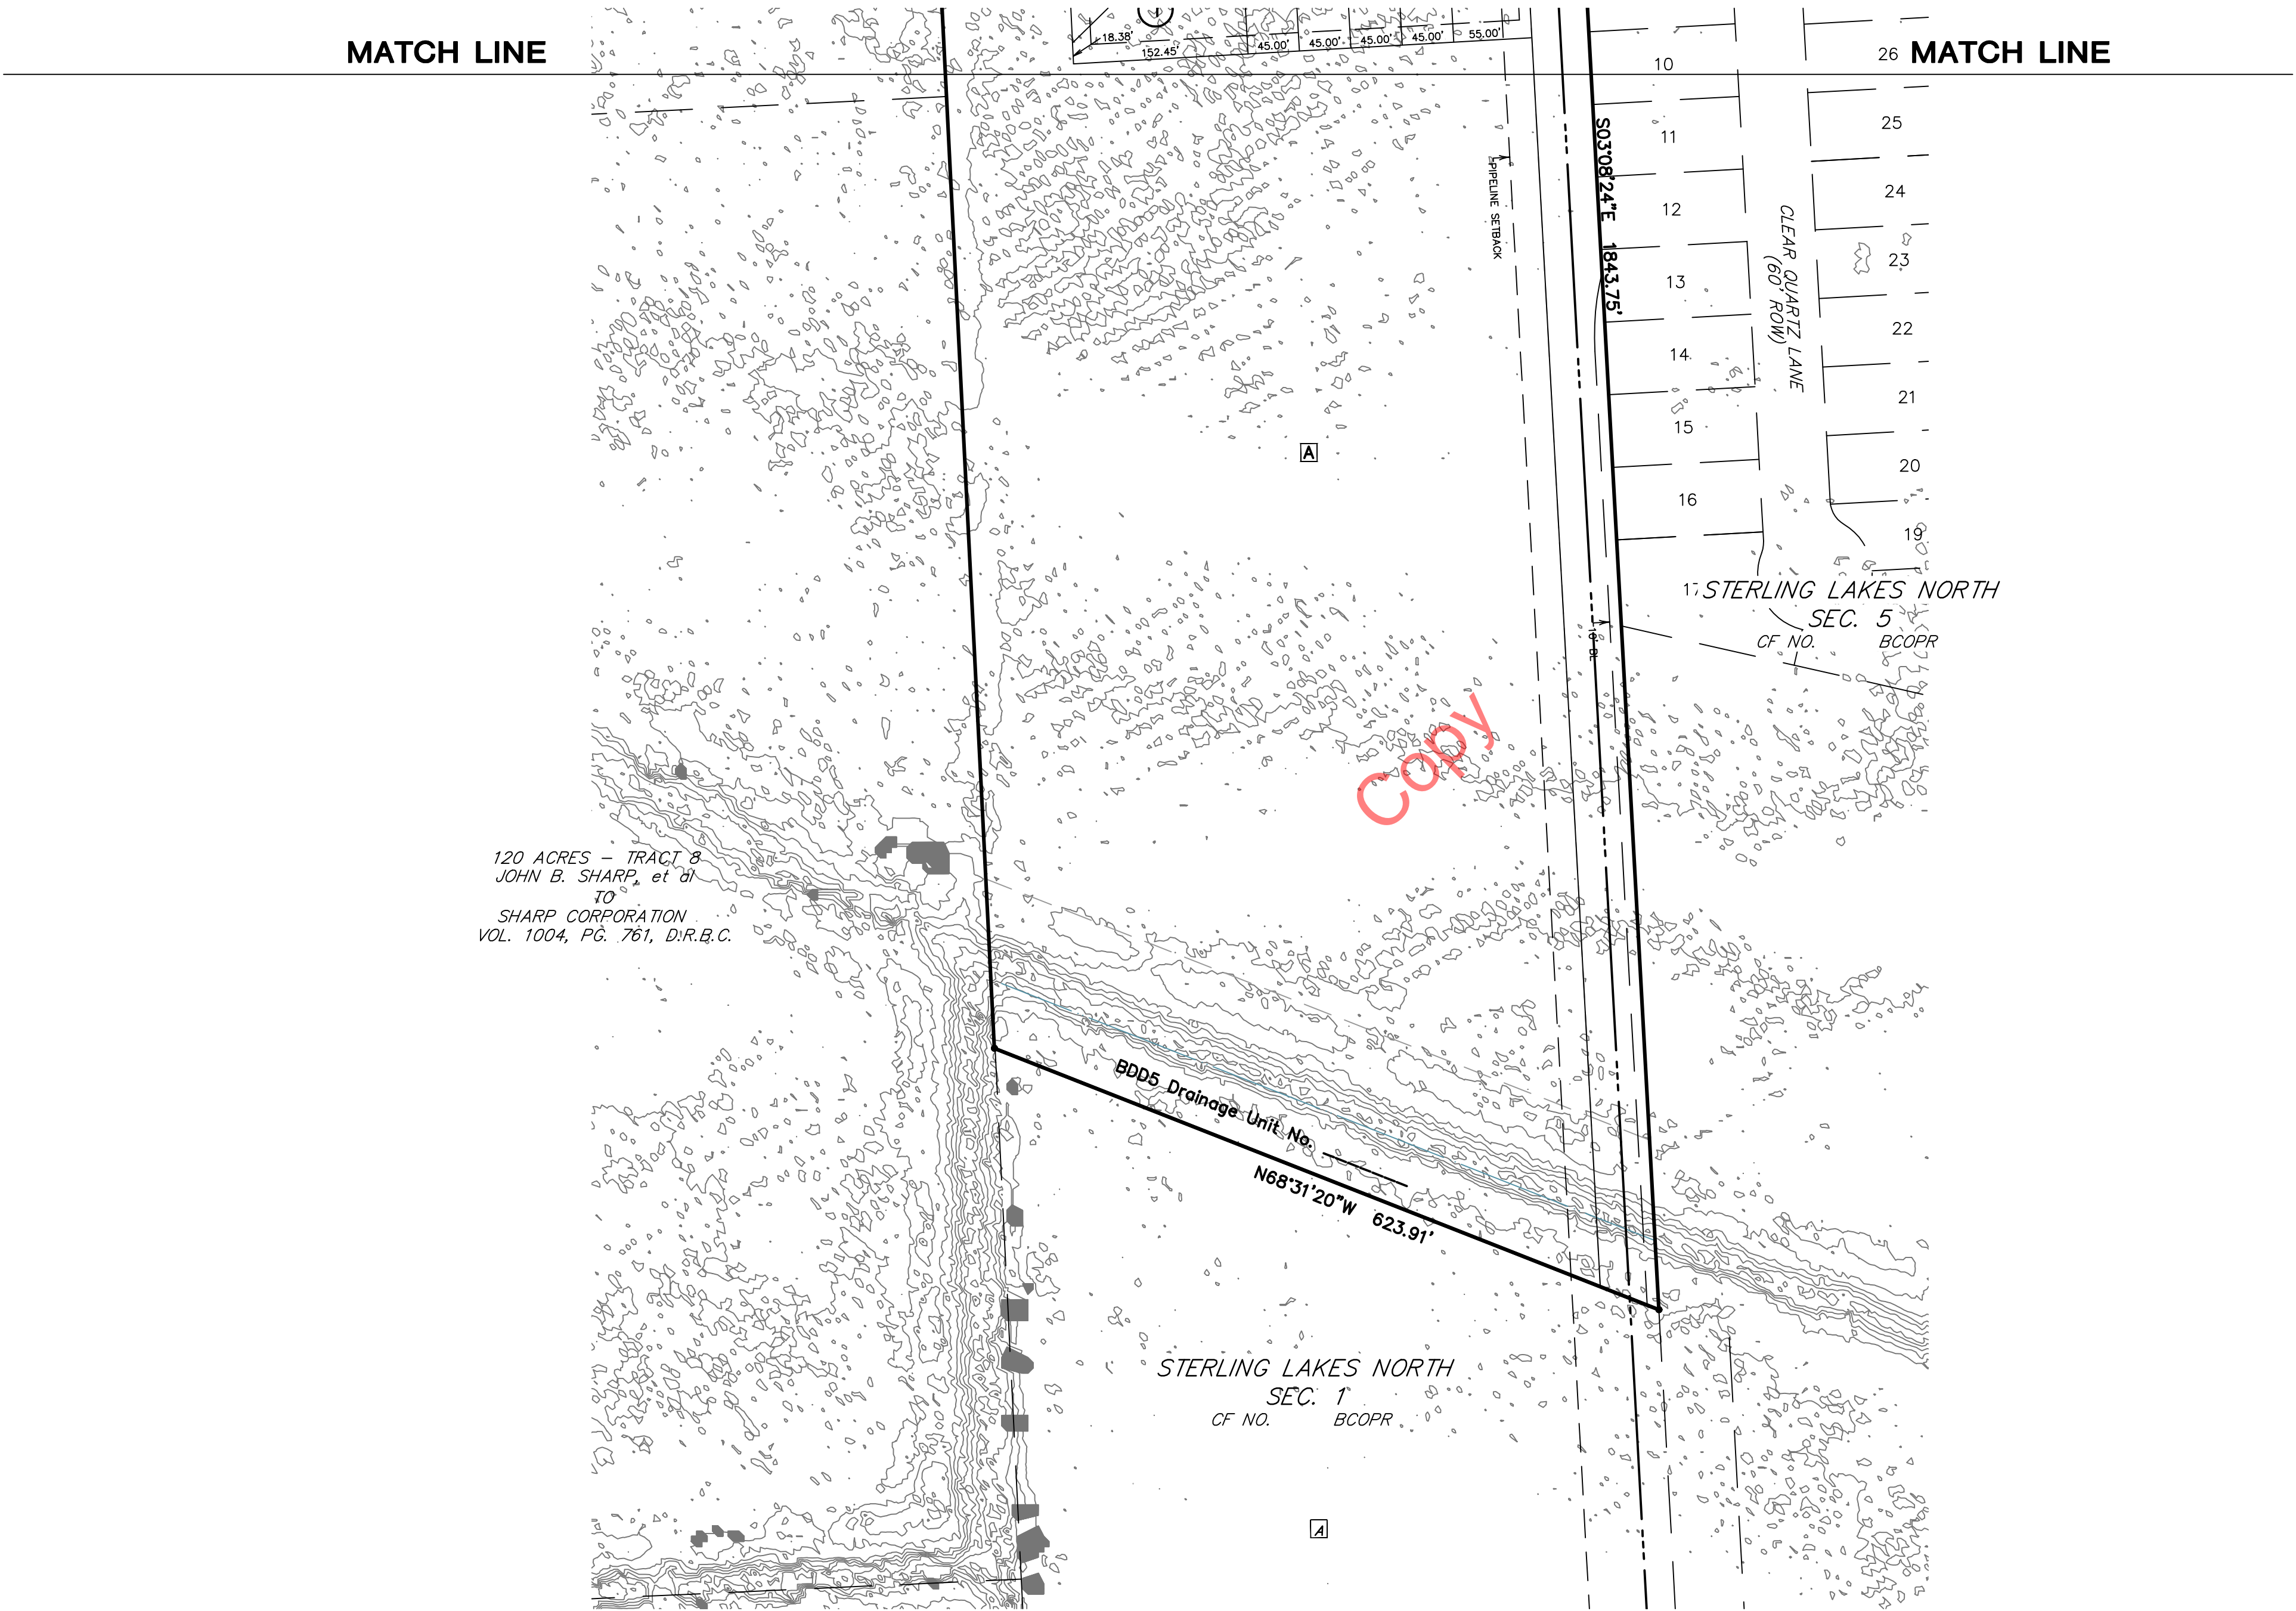 MATCH LINE
MATCH LINE
18.38'
152.45'
45.00'
45.00'
45.00'
45.00'
55.00'
10
11
12
13
14
15
16
17
26
25
24
23
22
21
20
19
S03°08'24"E 1843.75'
PIPELINE SETBACK
CLEAR QUARTZ LANE
(60' ROW)
A
STERLING LAKES NORTH
SEC. 5
CF NO. BCOPR
Copy
120 ACRES – TRACT 8
JOHN B. SHARP, et al
TO
SHARP CORPORATION
VOL. 1004, PG. 761, D.R.B.C.
BDD5 Drainage Unit No.
N68°31'20"W 623.91'
STERLING LAKES NORTH
SEC. 1
CF NO. BCOPR
A